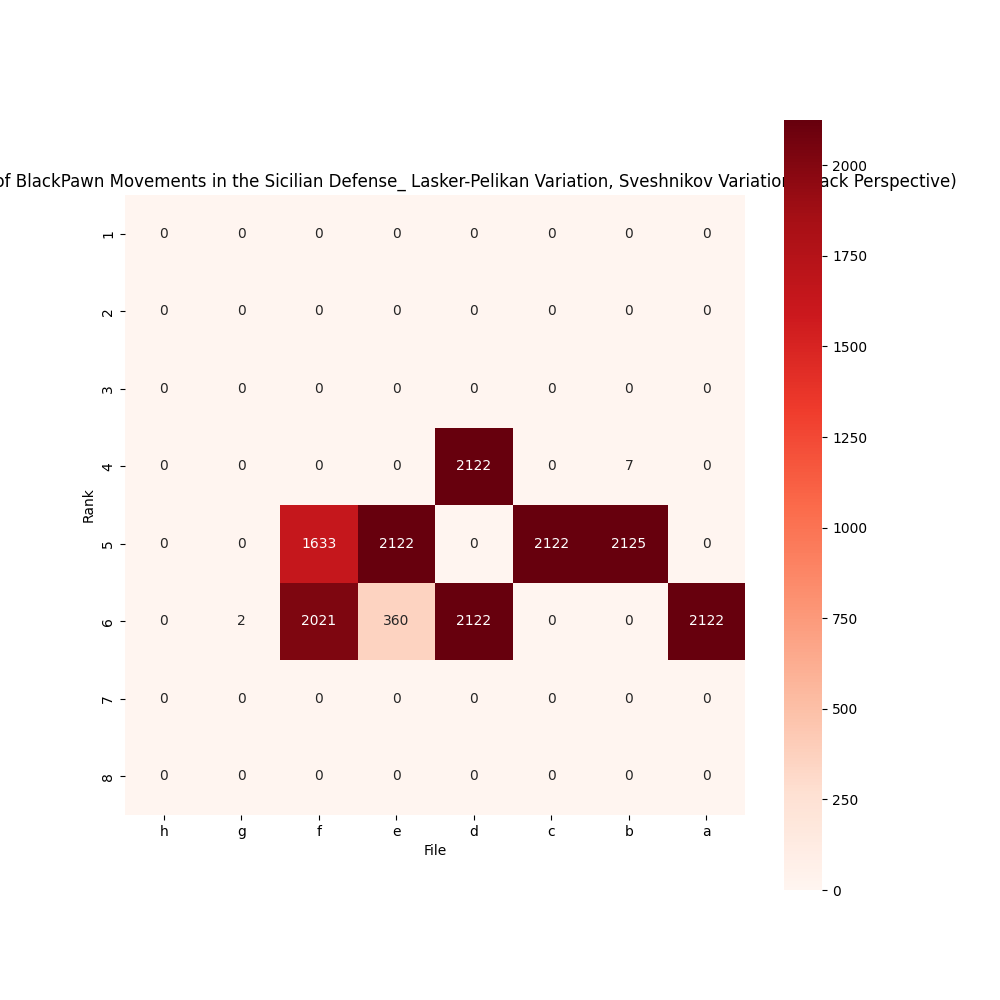 of BlackPawn Movements in the Sicilian Defense_ Lasker-Pelikan Variation, Sveshnikov Variation ack Perspective)
1 0 0 0 0 0 0 0 0
2 0 0 0 0 0 0 0 0
3 0 0 0 0 0 0 0 0
4 0 0 0 0 2122 0 7 0
5 0 0 1633 2122 0 2122 2125 0
6 0 2 2021 360 2122 0 0 2122
7 0 0 0 0 0 0 0 0
8 0 0 0 0 0 0 0 0
h g f e d c b a
File
Rank
2000
1750
1500
1250
1000
750
500
250
0